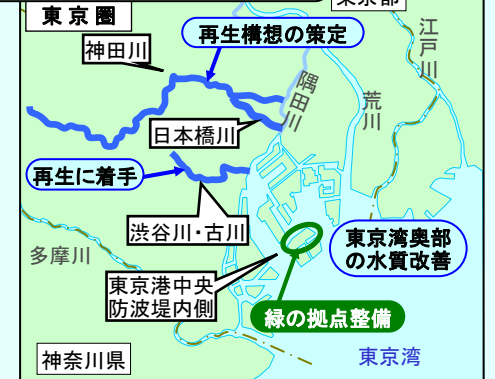 東京都
東京圏
再生構想の策定
神田川
江戸川
隅田川
荒川
日本橋川
再生に着手
渋谷川・古川
東京湾奥部
の水質改善
多摩川
東京港中央
防波堤内側
緑の拠点整備
神奈川県
東京湾